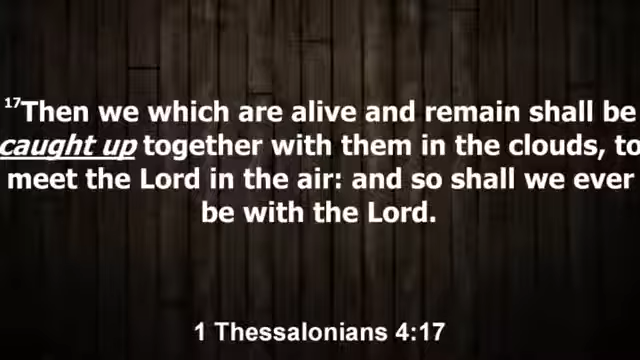 17Then we which are alive and remain shall be
caught up together with them in the clouds, to
meet the Lord in the air: and so shall we ever
be with the Lord.
1 Thessalonians 4:17